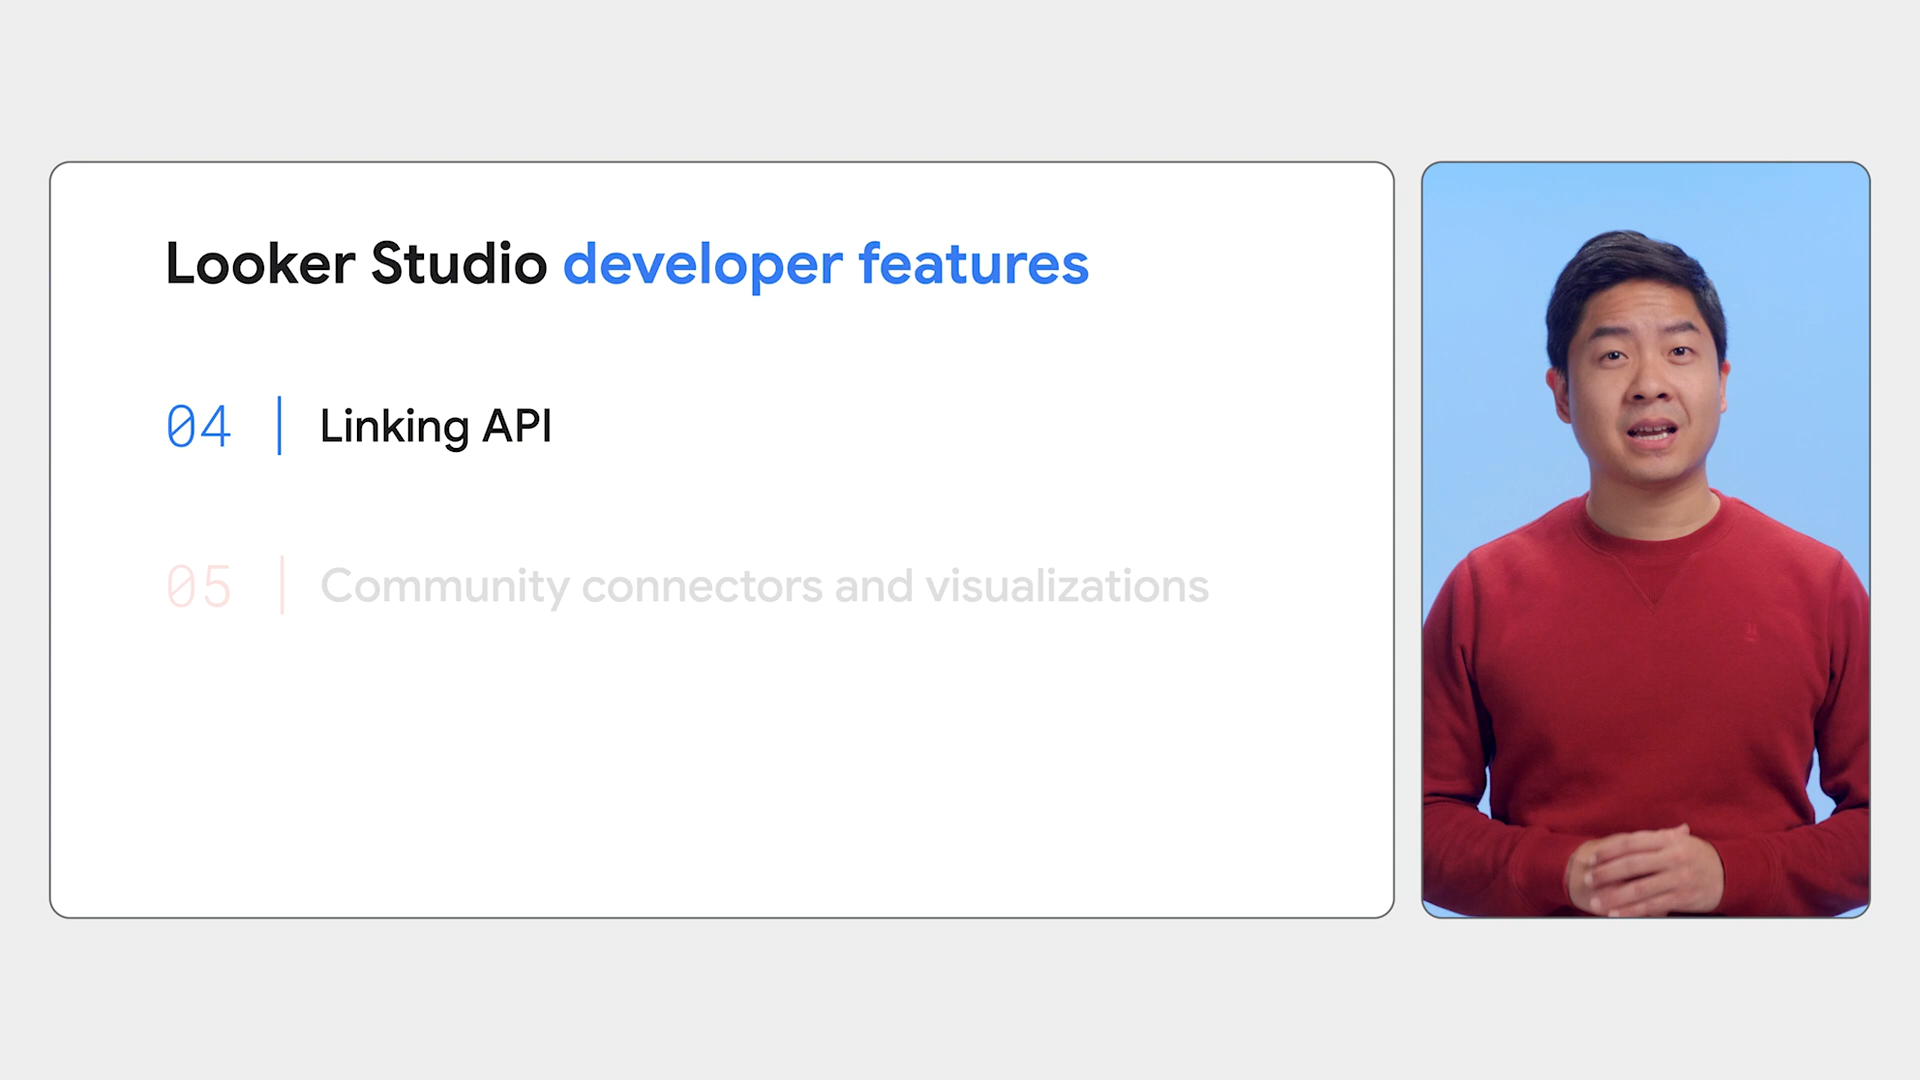 Looker Studio developer features
04 | Linking API
05 | Community connectors and visualizations